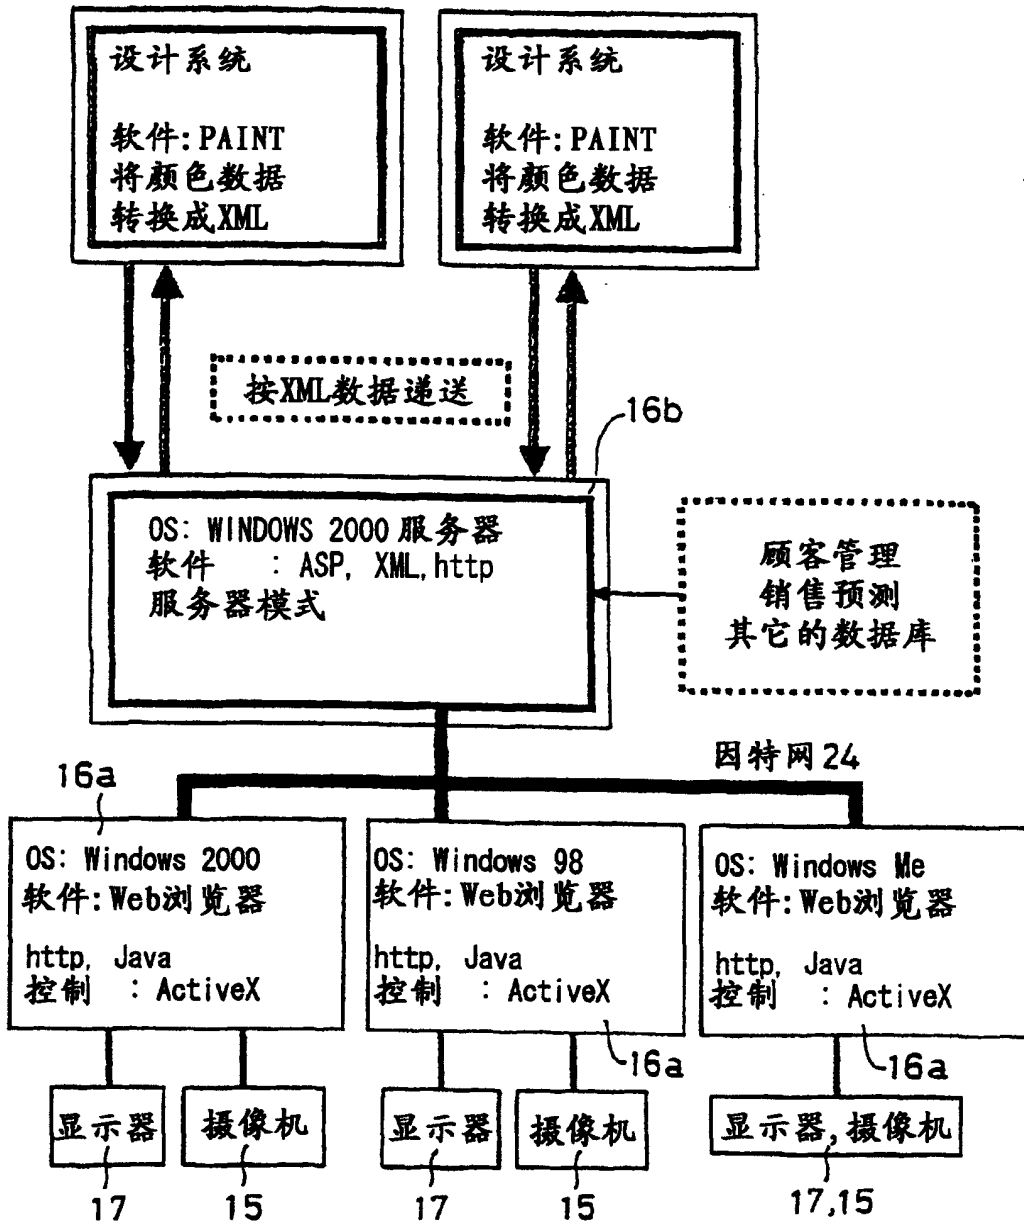 设计系统
软件:PAINT
将颜色数据
转换成XML
设计系统
软件:PAINT
将颜色数据
转换成XML
按XML数据递送
16b
OS: WINDOWS 2000 服务器
软件 : ASP, XML,http
服务器模式
顾客管理
销售预测
其它的数据库
因特网24
16a
OS: Windows 2000
软件:Web浏览器
http, Java
控制 : ActiveX
OS: Windows 98
软件:Web浏览器
http, Java
控制 : ActiveX
16a
OS: Windows Me
软件:Web浏览器
http, Java
控制 : ActiveX
16a
显示器
摄像机
显示器
摄像机
显示器,摄像机
17
15
17
15
17,15